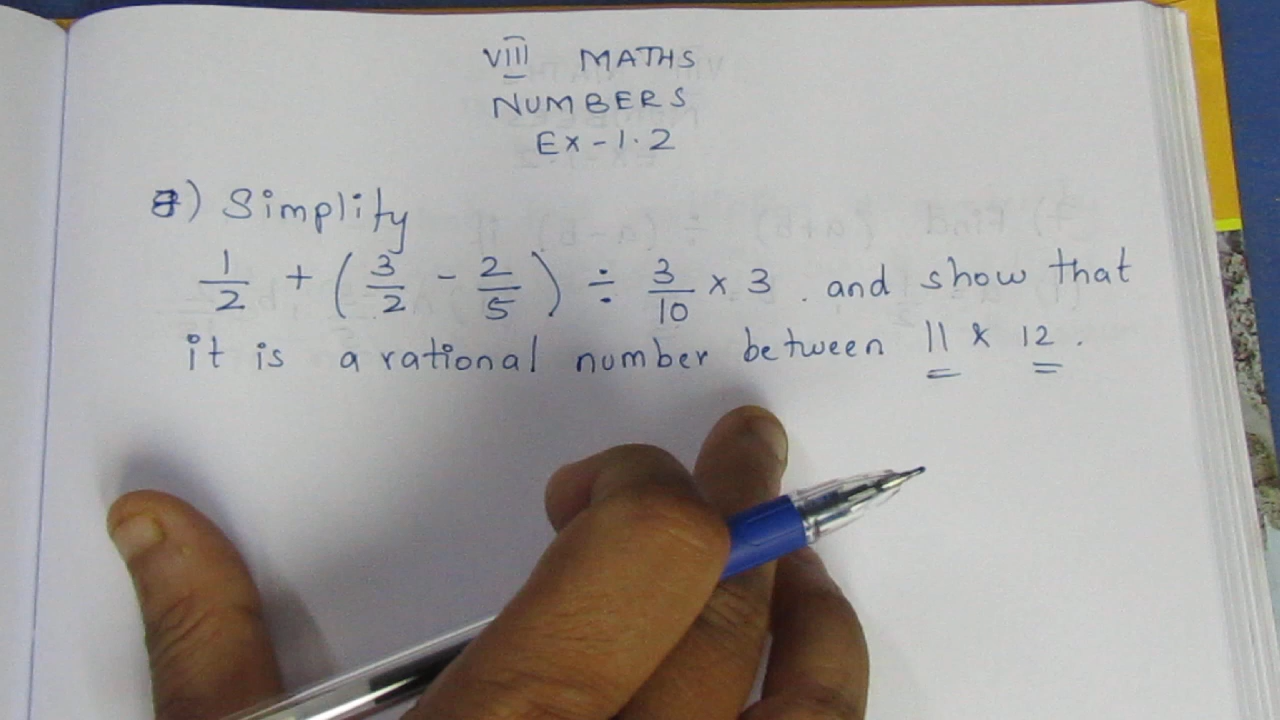 VIII MATHS
NUMBERS
Ex-1.2
8) Simplify
1/2 + (3/2 - 2/5) ÷ 3/10 × 3 . and show that
it is a rational number between 11 & 12 .